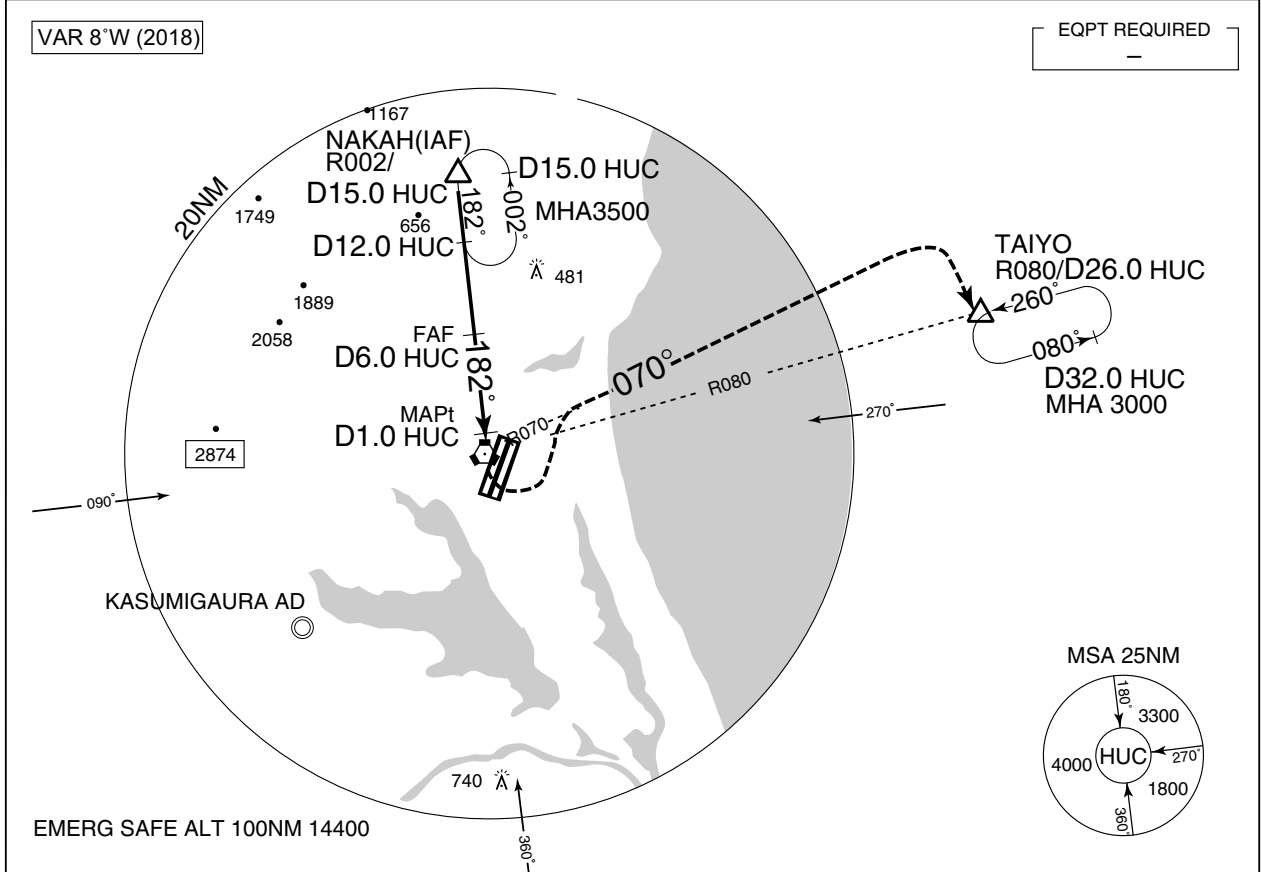 VAR 8°W (2018)
EQPT REQUIRED
–
1167
NAKAH(IAF)
R002/
D15.0 HUC
D15.0 HUC
182°
002°
MHA3500
20NM
1749
656
D12.0 HUC
481
1889
2058
TAIYO
R080/D26.0 HUC
260°
080°
D32.0 HUC
MHA 3000
FAF
D6.0 HUC
182°
070°
R080
270°
MAPt
D1.0 HUC
R070
2874
090°
KASUMIGAURA AD
740
360°
EMERG SAFE ALT 100NM 14400
MSA 25NM
180°
3300
HUC
270°
4000
1800
360°